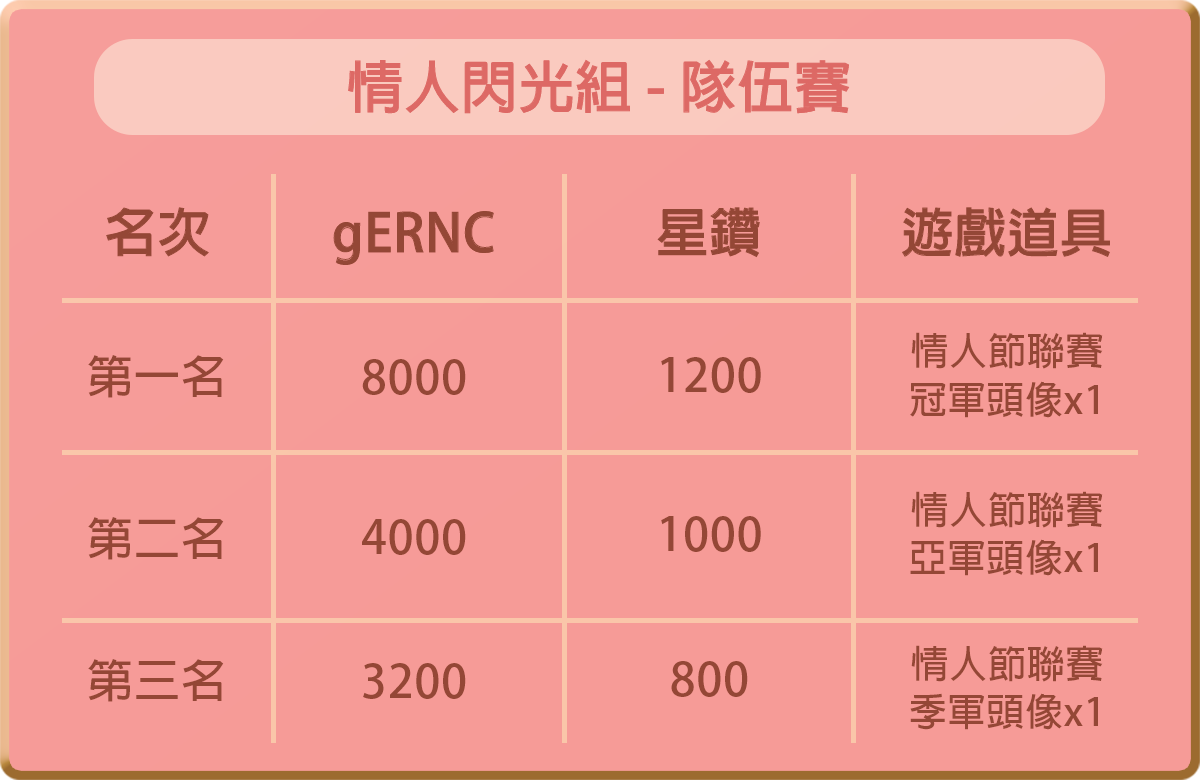 情人閃光組 - 隊伍賽
名次 gERNC 星鑽 遊戲道具
第一名 8000 1200 情人節聯賽
冠軍頭像x1
第二名 4000 1000 情人節聯賽
亞軍頭像x1
第三名 3200 800 情人節聯賽
季軍頭像x1